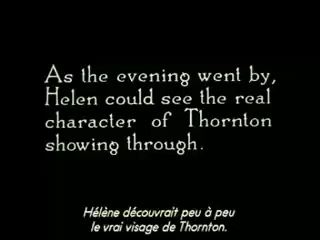 As the evening went by,
Helen could see the real
character of Thornton
showing through.
Hélène découvrait peu à peu
le vrai visage de Thornton.